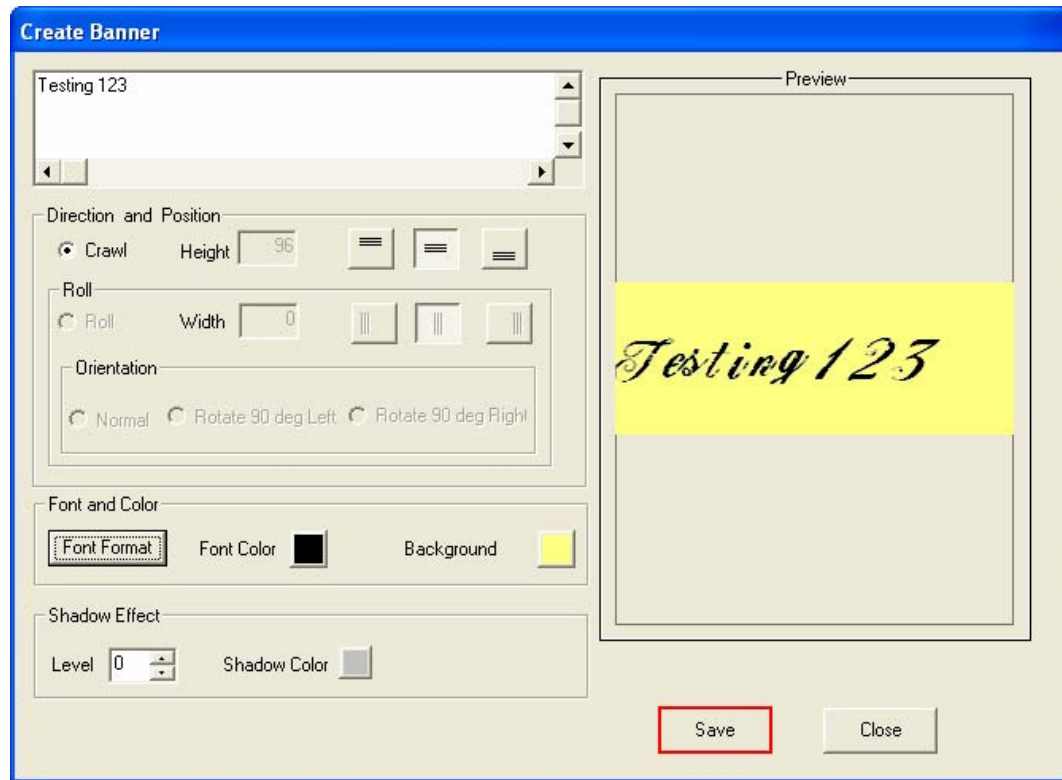 Create Banner
Testing 123
Direction and Position
Crawl Height 96
Roll
Roll Width 0
Orientation
Normal Rotate 90 deg Left Rotate 90 deg Right
Font and Color
Font Format Font Color Background
Shadow Effect
Level 0 Shadow Color
Preview
Testing 123
Save Close